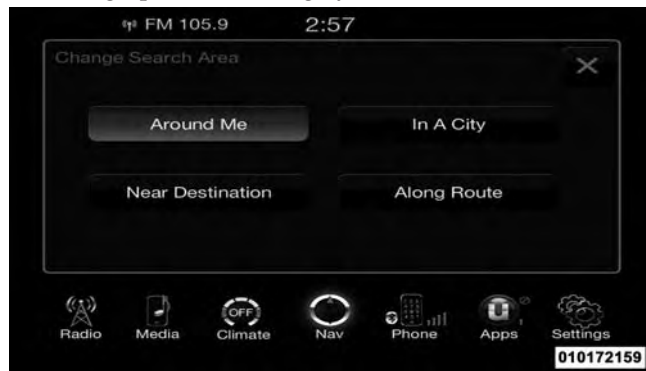 FM 105.9 2:57
Change Search Area
Around Me In A City
Near Destination Along Route
OFF
Radio Media Climate Nav Phone Apps Settings
010172159